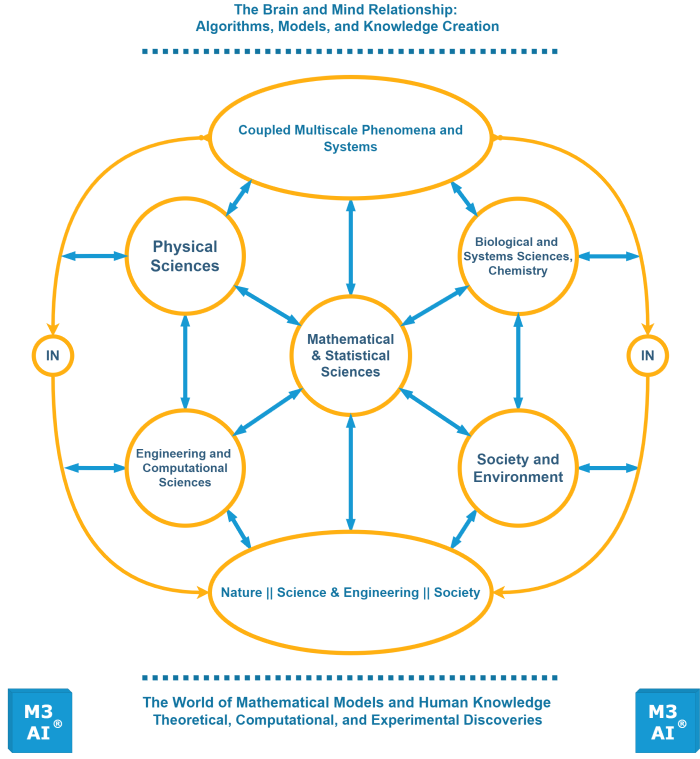 The Brain and Mind Relationship:
Algorithms, Models, and Knowledge Creation
Coupled Multiscale Phenomena and
Systems
Physical
Sciences
Biological and
Systems Sciences,
Chemistry
Mathematical
& Statistical
Sciences
IN
IN
Engineering and
Computational
Sciences
Society and
Environment
Nature || Science & Engineering || Society
The World of Mathematical Models and Human Knowledge
Theoretical, Computational, and Experimental Discoveries
M3
AI®
M3
AI®